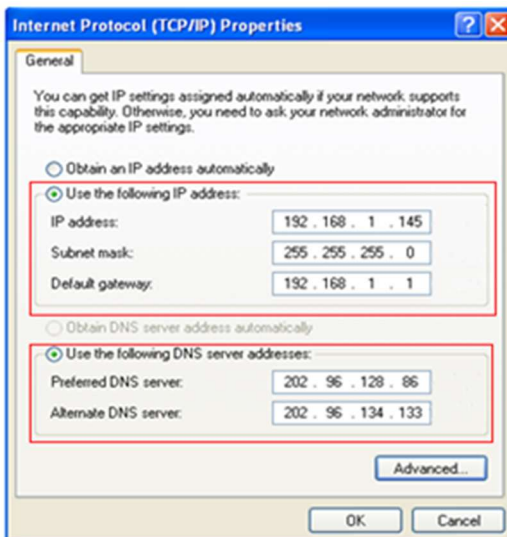 Internet Protocol (TCP/IP) Properties
General
You can get IP settings assigned automatically if your network supports
this capability. Otherwise, you need to ask your network administrator for
the appropriate IP settings.
Obtain an IP address automatically
Use the following IP address:
IP address: 192 . 168 . 1 . 145
Subnet mask: 255 . 255 . 255 . 0
Default gateway: 192 . 168 . 1 . 1
Obtain DNS server address automatically
Use the following DNS server addresses:
Preferred DNS server: 202 . 96 . 128 . 86
Alternate DNS server: 202 . 96 . 134 . 133
Advanced...
OK Cancel